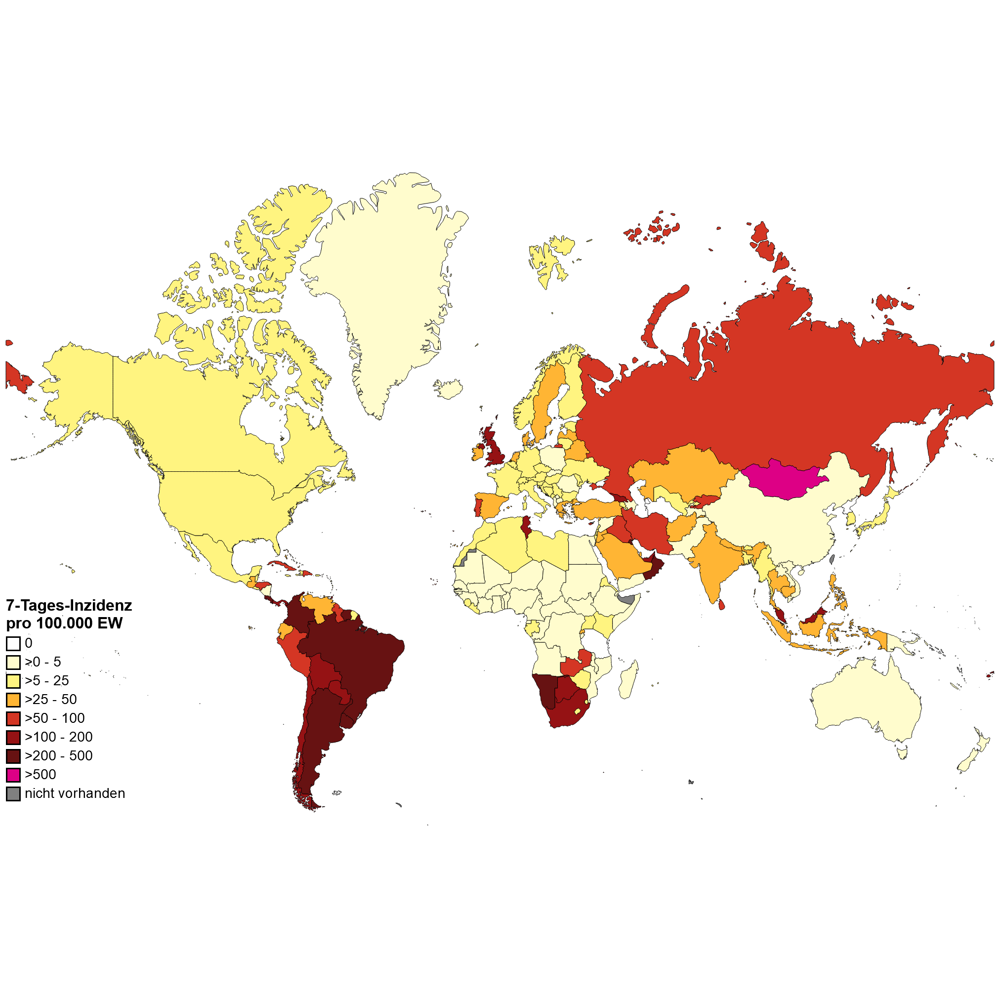 7-Tages-Inzidenz
pro 100.000 EW
0
>0 - 5
>5 - 25
>25 - 50
>50 - 100
>100 - 200
>200 - 500
>500
nicht vorhanden